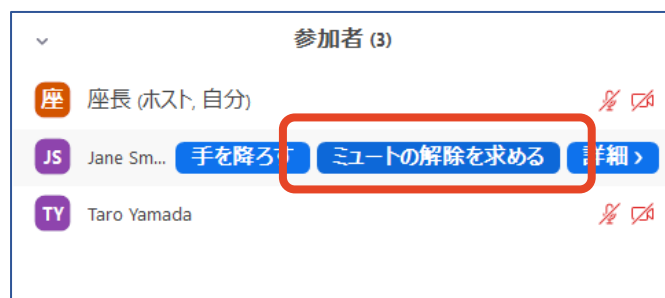 参加者 (3)
座 座長 (ホスト, 自分)
JS Jane Sm... 手を降ろす ミュートの解除を求める 詳細 >
TY Taro Yamada